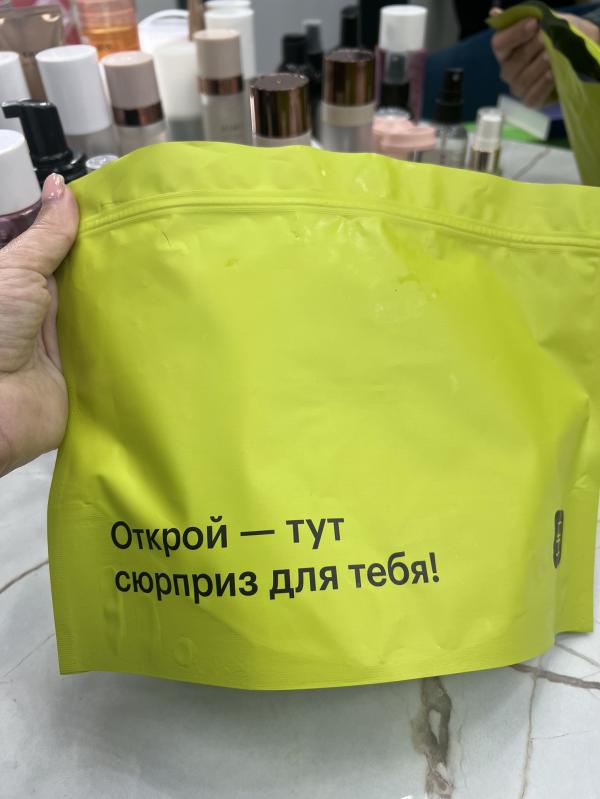 Открой — тут
сюрприз для тебя!